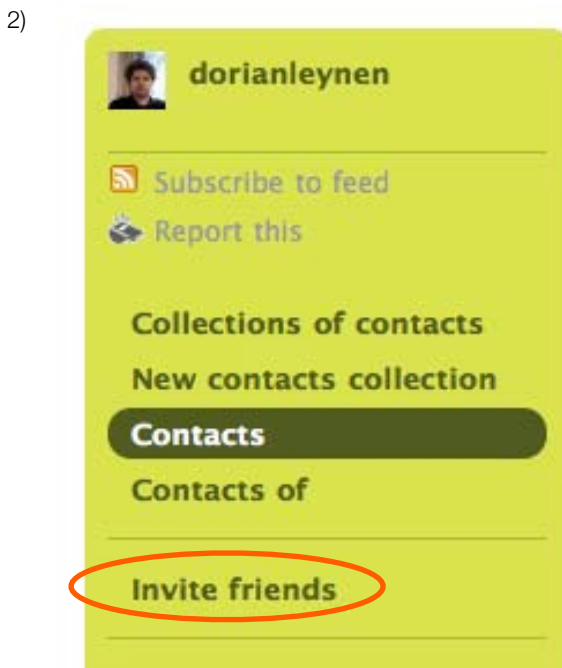 2)
dorianleynen
Subscribe to feed
Report this
Collections of contacts
New contacts collection
Contacts
Contacts of
Invite friends